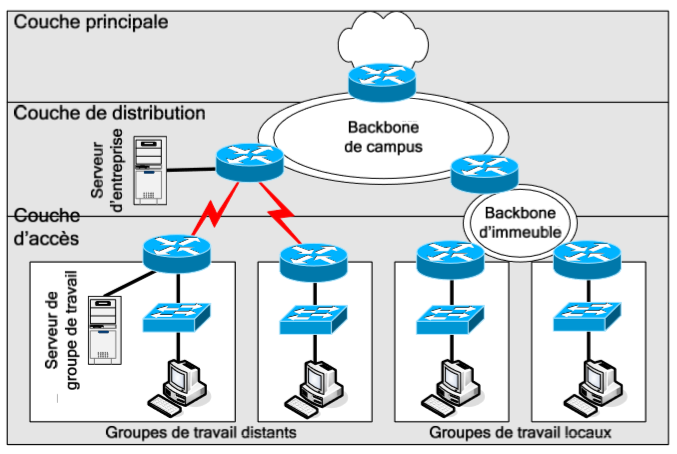 Couche principale
Couche de distribution
Backbone
de campus
Serveur
d'entreprise
Couche
d'accès
Backbone
d'immeuble
Serveur de
groupe de travail
Groupes de travail distants
Groupes de travail locaux